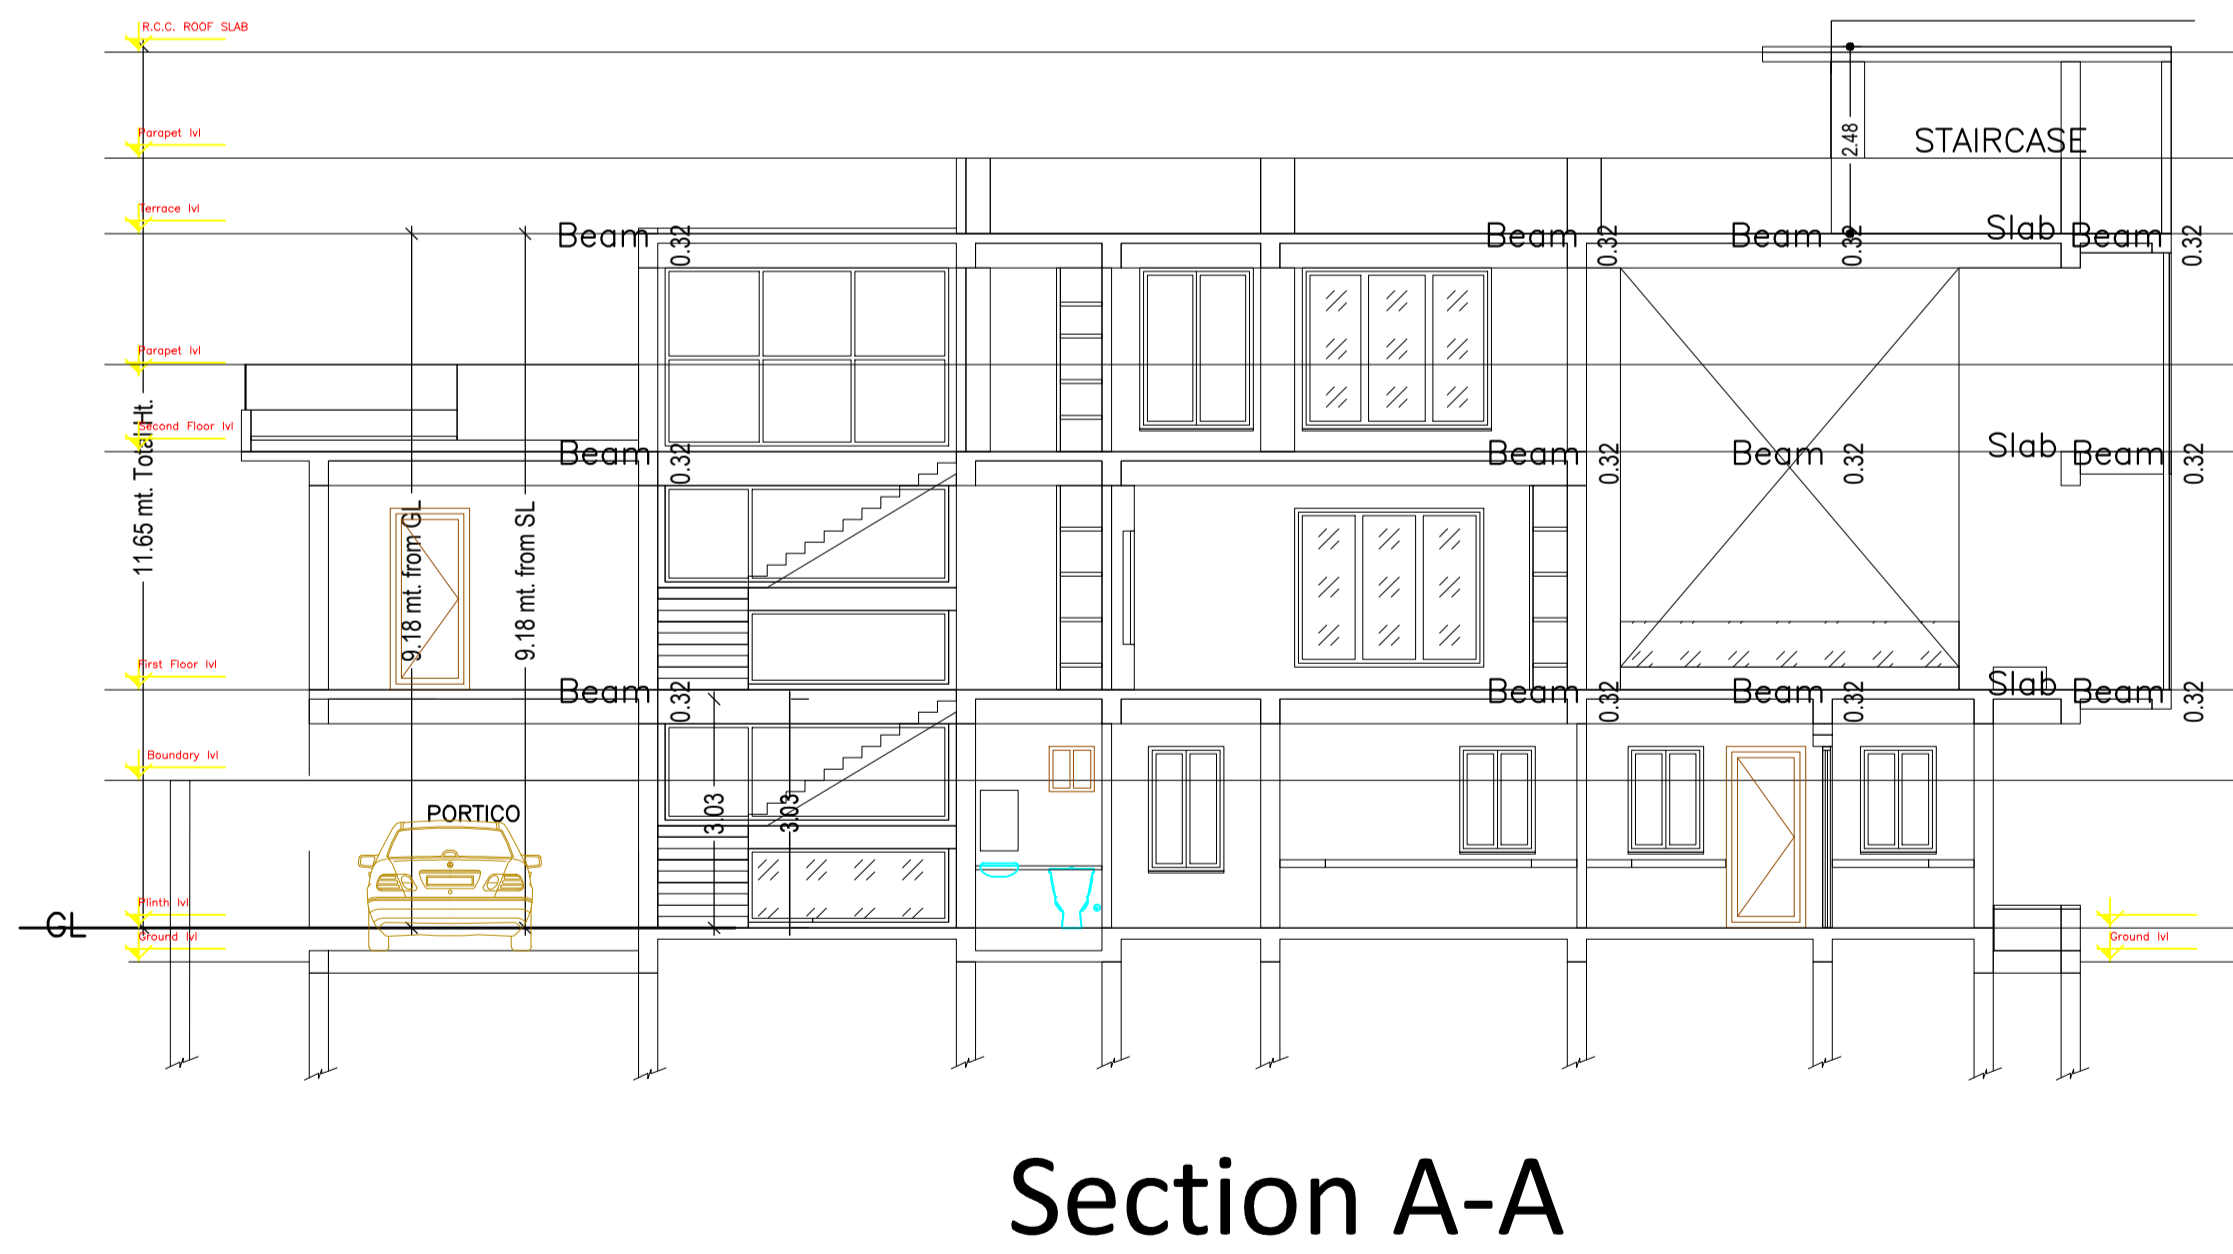 R.C.C. ROOF SLAB
Parapet lvl
2.48
STAIRCASE
Terrace lvl
Beam 0.32 Beam 0.32 Beam 0.32 Slab Beam 0.32
Parapet lvl
11.65 mt. Total Ht.
Second Floor lvl
Beam 0.32 Beam 0.32 Beam 0.32 Slab Beam 0.32
9.18 mt. from GL
9.18 mt. from SL
First Floor lvl
Beam 0.32 Beam 0.32 Beam 0.32 Slab Beam 0.32
Boundary lvl
PORTICO
3.03
3.03
Plinth lvl
GL
Ground lvl
Ground lvl
Section A-A